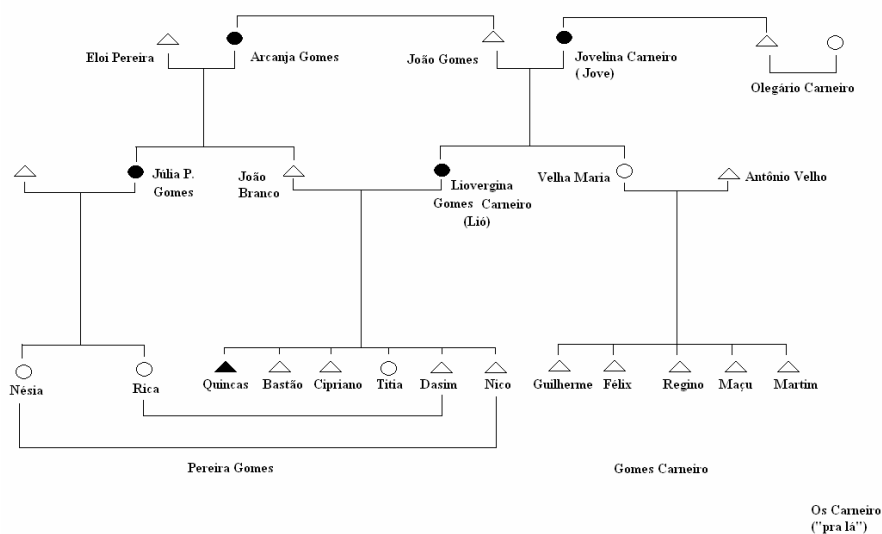 Eloi Pereira
Arcanja Gomes
João Gomes
Jovelina Carneiro
( Jove)
Olegário Carneiro
Júlia P.
Gomes
João
Branco
Liovergina
Gomes Carneiro
(Lió)
Velha Maria
Antônio Velho
Nésia
Rica
Quincas
Bastão
Cipriano
Titia
Dasim
Nico
Guilherme
Félix
Regino
Maçu
Martim
Pereira Gomes
Gomes Carneiro
Os Carneiro
("pra lá")